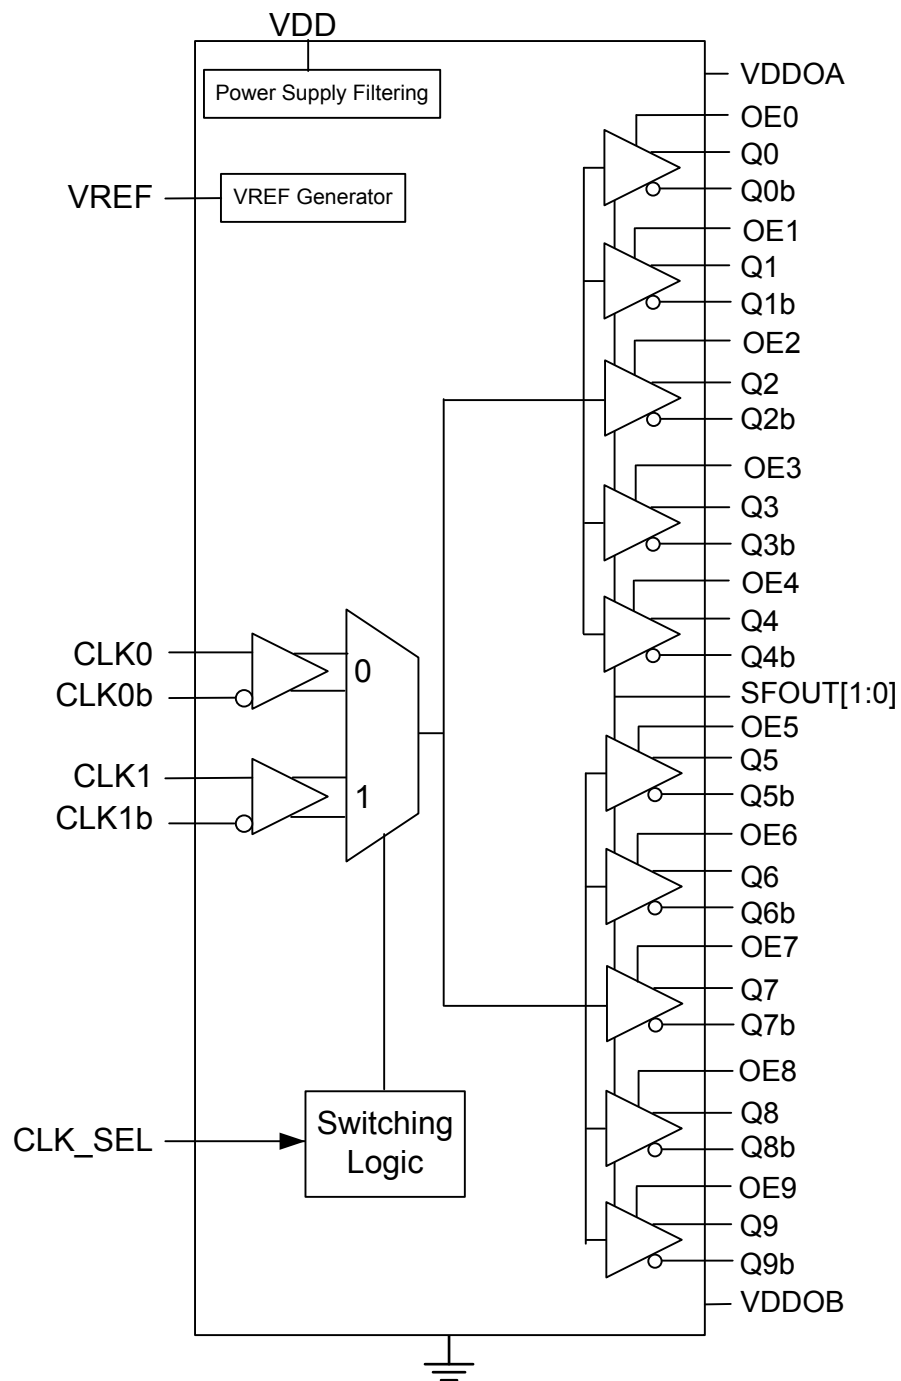 VDD
Power Supply Filtering
VREF
VREF Generator
CLK0
CLK0b
CLK1
CLK1b
0
1
CLK_SEL
Switching
Logic
VDDOA
OE0
Q0
Q0b
OE1
Q1
Q1b
OE2
Q2
Q2b
OE3
Q3
Q3b
OE4
Q4
Q4b
SFOUT[1:0]
OE5
Q5
Q5b
OE6
Q6
Q6b
OE7
Q7
Q7b
OE8
Q8
Q8b
OE9
Q9
Q9b
VDDOB